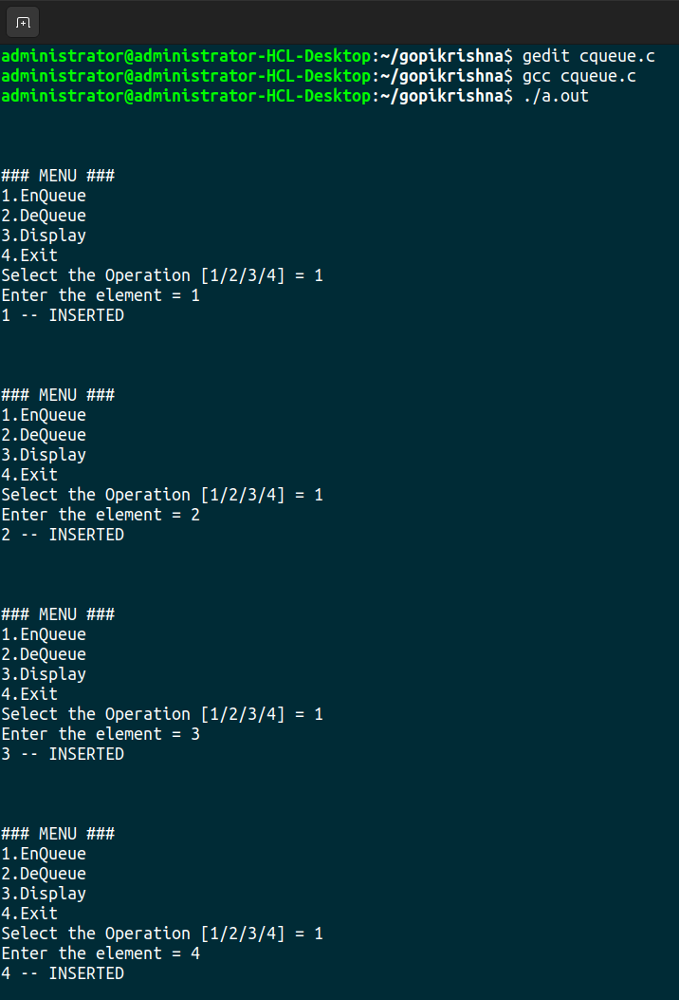 administrator@administrator-HCL-Desktop:~/gopikrishna$ gedit cqueue.c
administrator@administrator-HCL-Desktop:~/gopikrishna$ gcc cqueue.c
administrator@administrator-HCL-Desktop:~/gopikrishna$ ./a.out
### MENU ###
1.EnQueue
2.DeQueue
3.Display
4.Exit
Select the Operation [1/2/3/4] = 1
Enter the element = 1
1 -- INSERTED
### MENU ###
1.EnQueue
2.DeQueue
3.Display
4.Exit
Select the Operation [1/2/3/4] = 1
Enter the element = 2
2 -- INSERTED
### MENU ###
1.EnQueue
2.DeQueue
3.Display
4.Exit
Select the Operation [1/2/3/4] = 1
Enter the element = 3
3 -- INSERTED
### MENU ###
1.EnQueue
2.DeQueue
3.Display
4.Exit
Select the Operation [1/2/3/4] = 1
Enter the element = 4
4 -- INSERTED